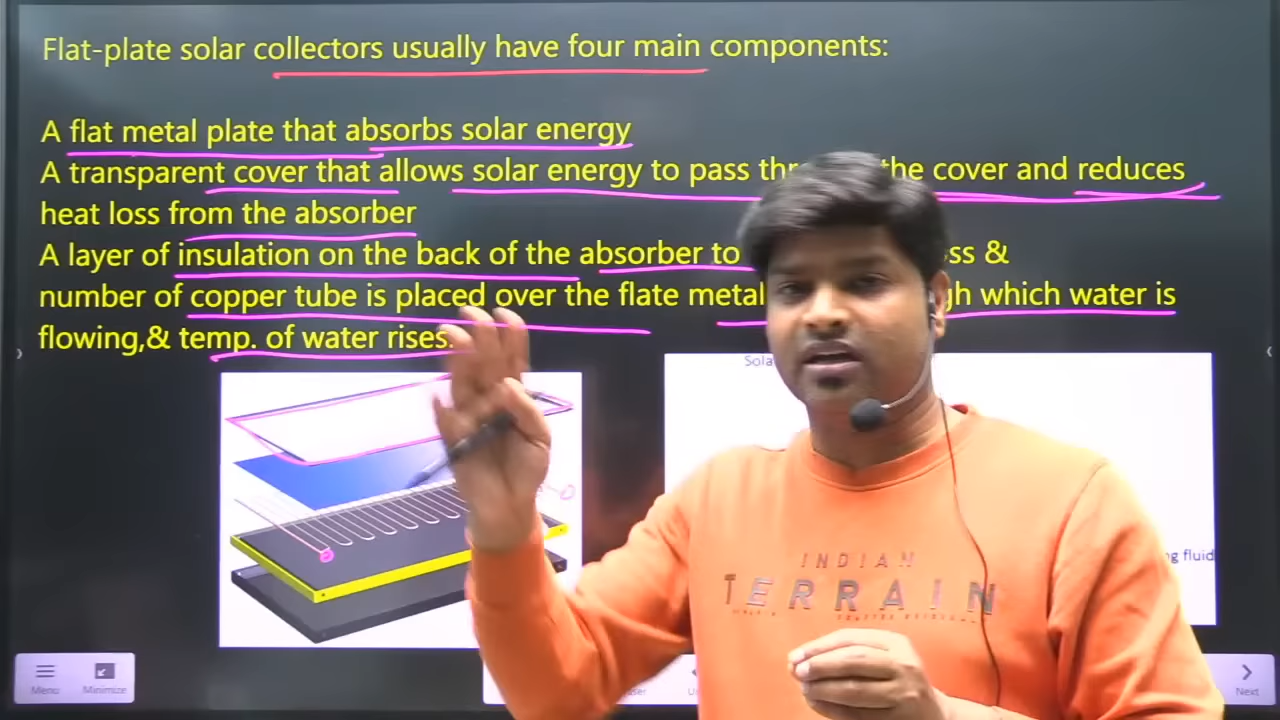 Flat-plate solar collectors usually have four main components:
A flat metal plate that absorbs solar energy
A transparent cover that allows solar energy to pass the cover and reduces
heat loss from the absorber
A layer of insulation on the back of the absorber to &
number of copper tube is placed over the flate metal which water is
flowing,& temp. of water rises.
Sola
ng fluid
INDIAN
TERRAIN
Menu
Minimize
Next